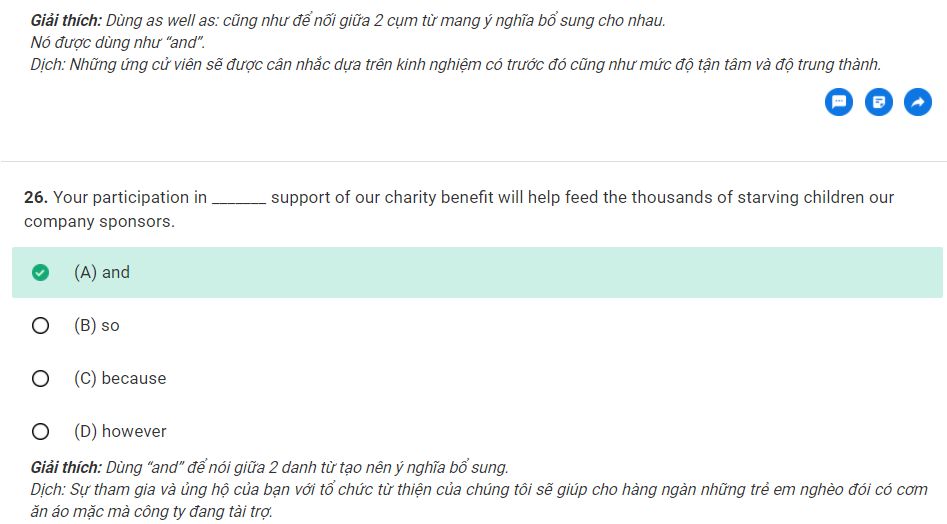 Giải thích: Dùng as well as: cũng như để nối giữa 2 cụm từ mang ý nghĩa bổ sung cho nhau.
Nó được dùng như “and”.
Dịch: Những ứng cử viên sẽ được cân nhắc dựa trên kinh nghiệm có trước đó cũng như mức độ tận tâm và độ trung thành.
26. Your participation in _______ support of our charity benefit will help feed the thousands of starving children our
company sponsors.
(A) and
(B) so
(C) because
(D) however
Giải thích: Dùng “and” để nói giữa 2 danh từ tạo nên ý nghĩa bổ sung.
Dịch: Sự tham gia và ủng hộ của bạn với tổ chức từ thiện của chúng tôi sẽ giúp cho hàng ngàn những trẻ em nghèo đói có cơm
ăn áo mặc mà công ty đang tài trợ.